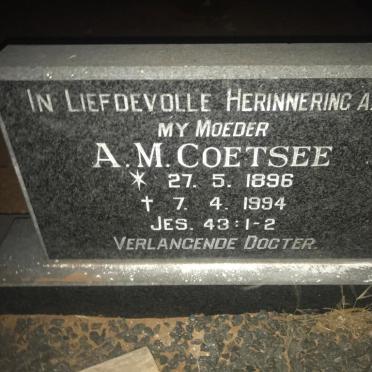 IN LIEFDEVOLLE HERINNERING A
MY MOEDER
A. M. COETSEE
* 27. 5. 1896
† 7. 4. 1994
JES. 43:1-2
VERLANGENDE DOGTER.